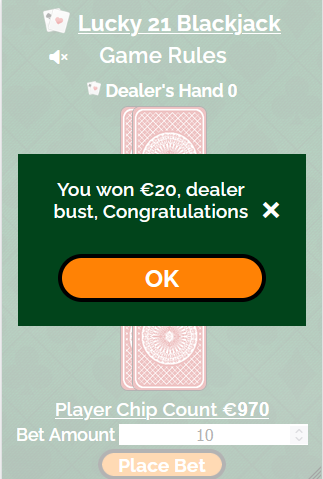 Lucky 21 Blackjack
Game Rules
Dealer's Hand 0
You won €20, dealer
bust, Congratulations
OK
Player Chip Count €970
Bet Amount 10
Place Bet